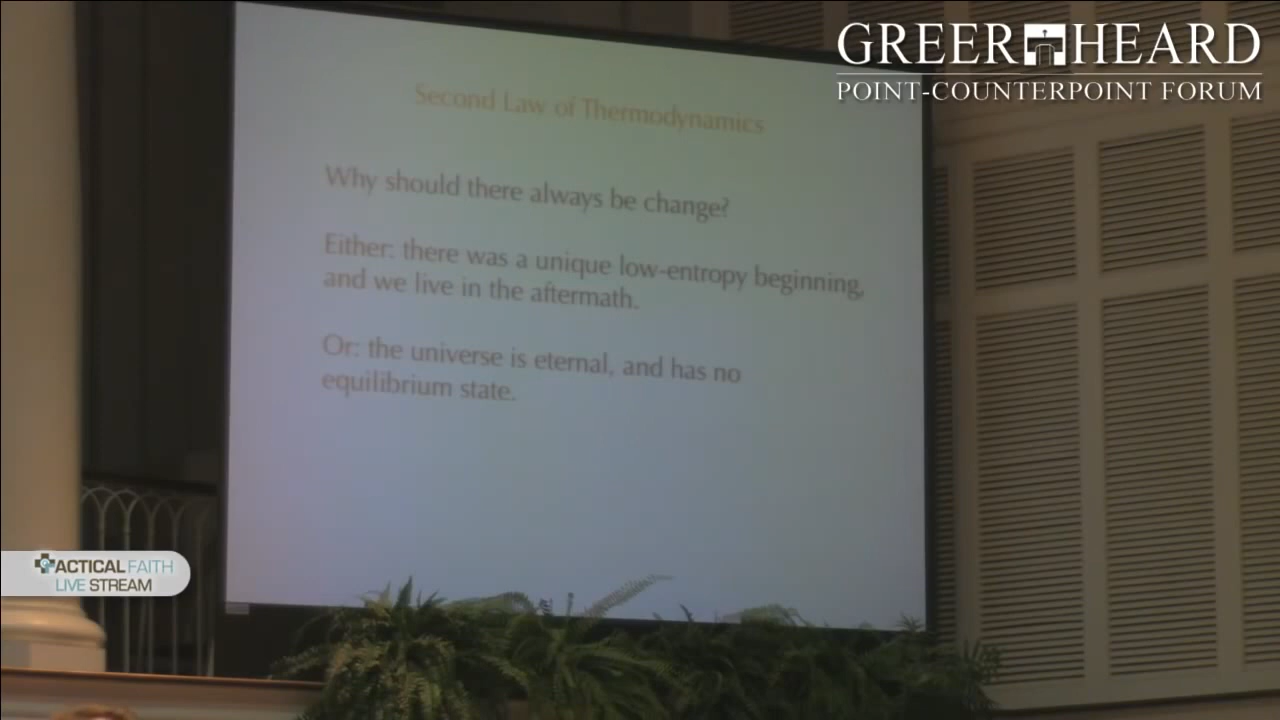 GREER HEARD
POINT-COUNTERPOINT FORUM
Second Law of Thermodynamics
Why should there always be change?
Either: there was a unique low-entropy beginning,
and we live in the aftermath.
Or: the universe is eternal, and has no
equilibrium state.
TACTICAL FAITH
LIVE STREAM